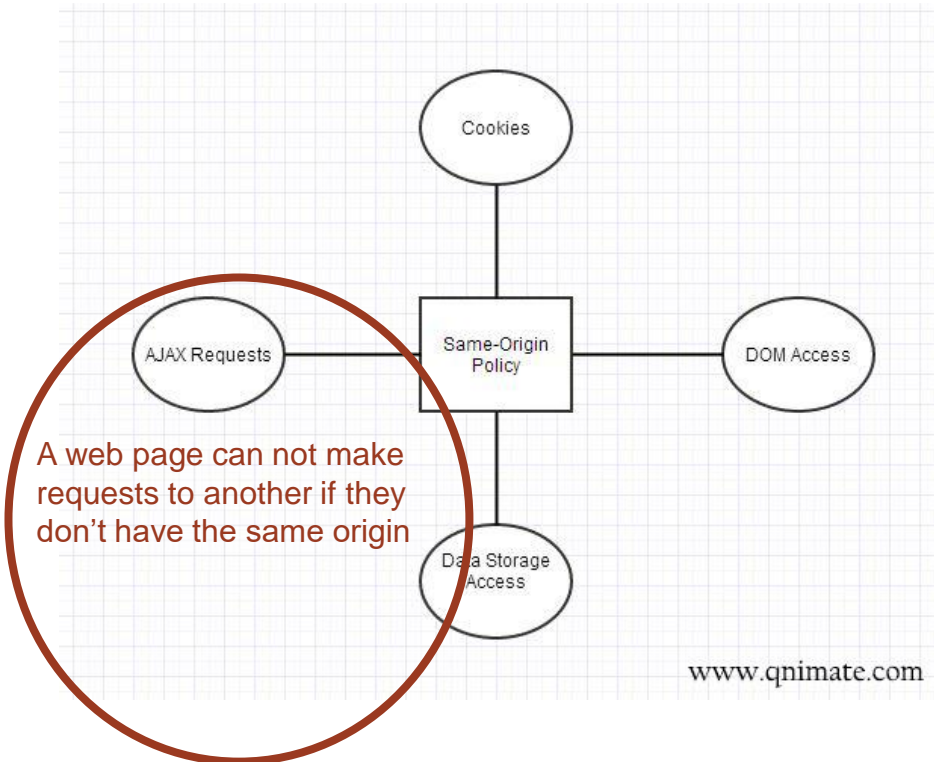 Cookies
AJAX Requests
Same-Origin
Policy
DOM Access
A web page can not make
requests to another if they
don’t have the same origin
Data Storage
Access
www.qnimate.com